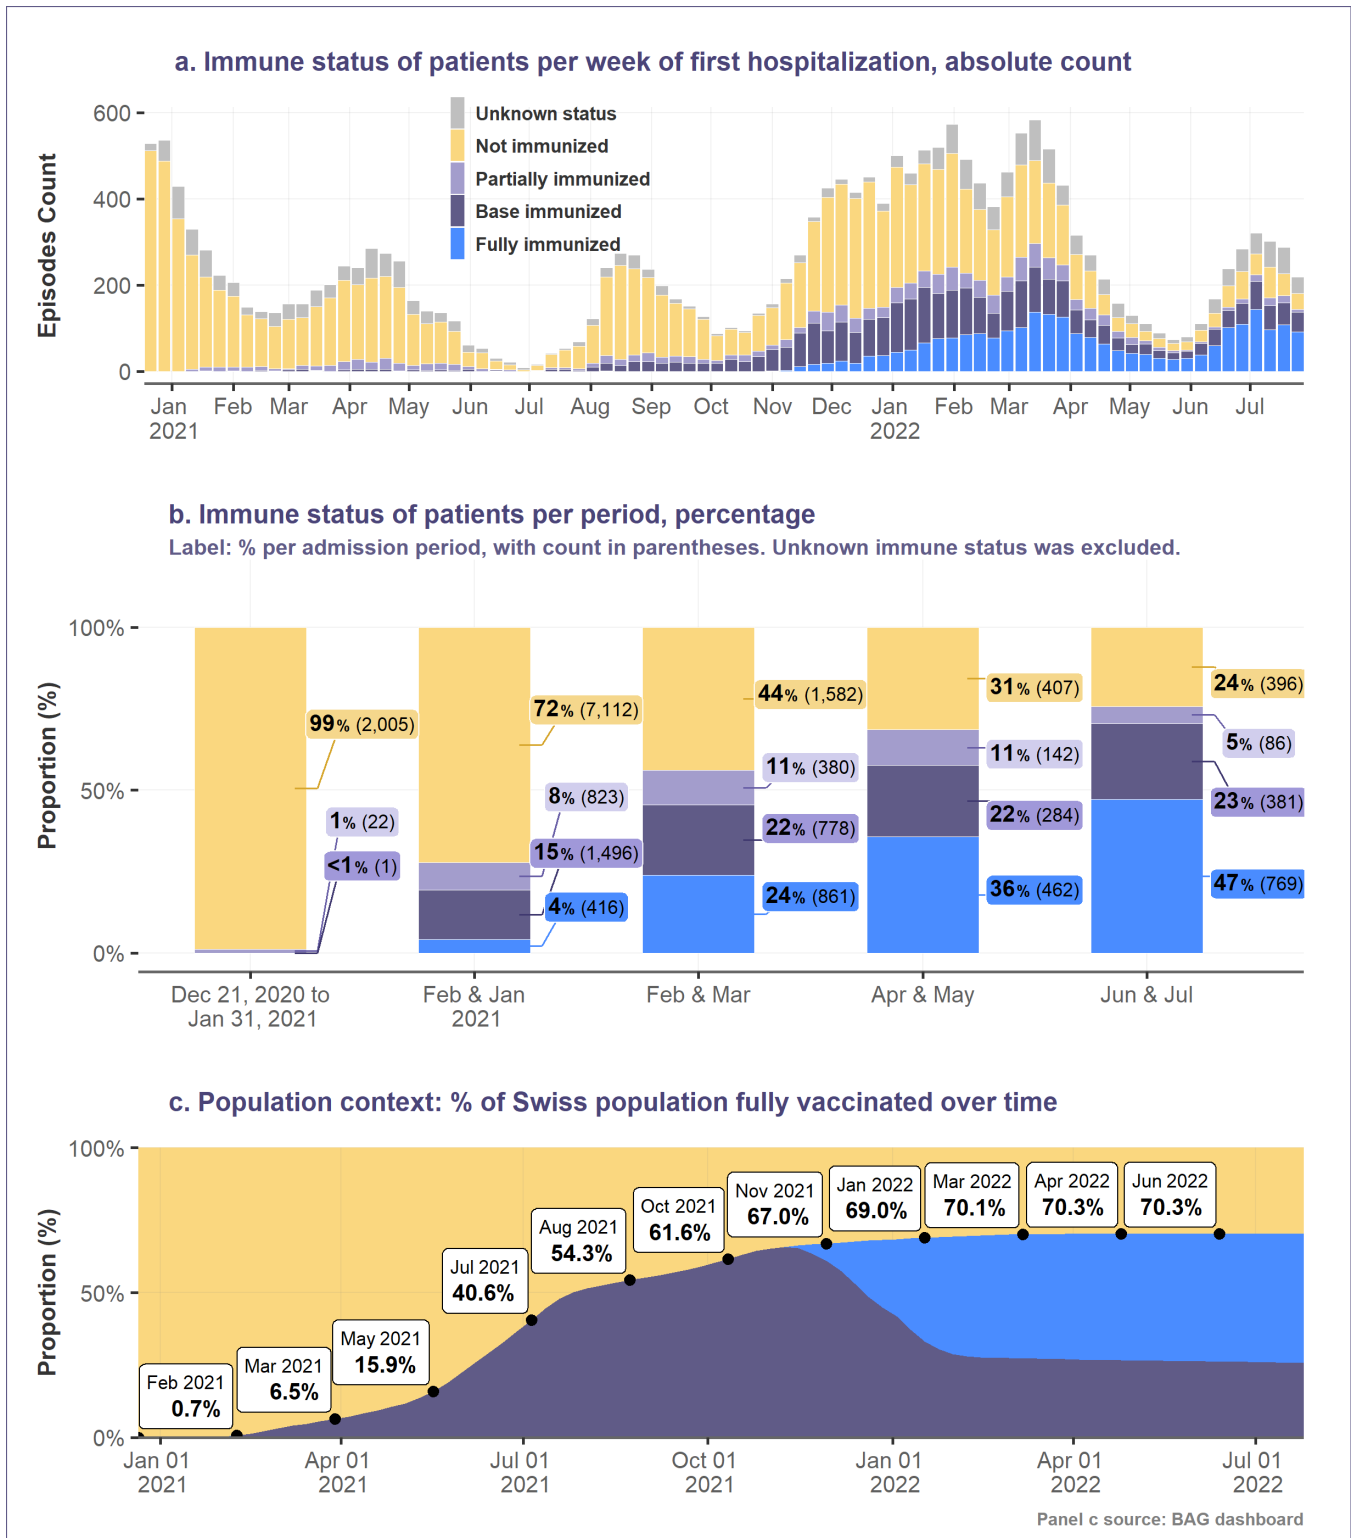 a. Immune status of patients per week of first hospitalization, absolute count
Episodes Count
600
400
200
0
Unknown status
Not immunized
Partially immunized
Base immunized
Fully immunized
Jan Feb Mar Apr May Jun Jul Aug Sep Oct Nov Dec Jan Feb Mar Apr May Jun Jul
2021 2022
b. Immune status of patients per period, percentage
Label: % per admission period, with count in parentheses. Unknown immune status was excluded.
Proportion (%)
100%
50%
0%
99% (2,005)
1% (22)
<1% (1)
72% (7,112)
8% (823)
15% (1,496)
4% (416)
44% (1,582)
11% (380)
22% (778)
24% (861)
31% (407)
11% (142)
22% (284)
36% (462)
24% (396)
5% (86)
23% (381)
47% (769)
Dec 21, 2020 to
Jan 31, 2021
Feb & Jan
2021
Feb & Mar
Apr & May
Jun & Jul
c. Population context: % of Swiss population fully vaccinated over time
Proportion (%)
100%
50%
0%
Feb 2021
0.7%
Mar 2021
6.5%
May 2021
15.9%
Jul 2021
40.6%
Aug 2021
54.3%
Oct 2021
61.6%
Nov 2021
67.0%
Jan 2022
69.0%
Mar 2022
70.1%
Apr 2022
70.3%
Jun 2022
70.3%
Jan 01
2021
Apr 01
2021
Jul 01
2021
Oct 01
2021
Jan 01
2022
Apr 01
2022
Jul 01
2022
Panel c source: BAG dashboard